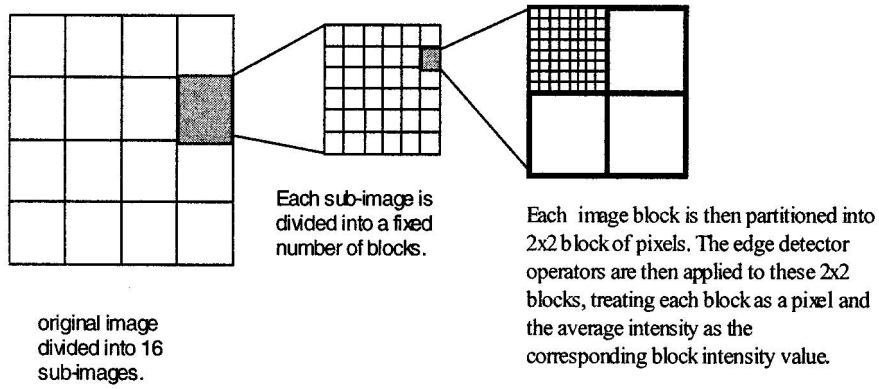 Each sub-image is
divided into a fixed
number of blocks.
Each image block is then partitioned into
2x2 block of pixels. The edge detector
operators are then applied to these 2x2
blocks, treating each block as a pixel and
the average intensity as the
corresponding block intensity value.
original image
divided into 16
sub-images.